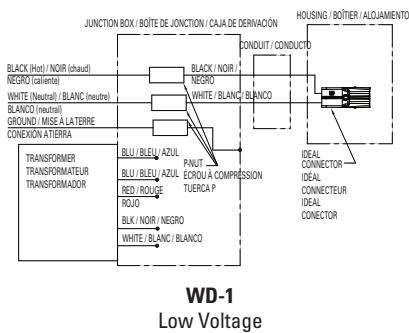 HOUSING / BOÎTIER / ALOJAMIENTO
JUNCTION BOX / BOÎTE DE JONCTION / CAJA DE DERIVACIÓN
CONDUIT / CONDUCTO
BLACK (Hot) / NOIR (chaud)
NEGRO (caliente)
BLACK / NOIR /
NEGRO
WHITE (Neutral) / BLANC (neutre)
BLANCO (neutral)
WHITE / BLANC / BLANCO
GROUND / MISE À LA TERRE
CONEXIÓN A TIERRA
TRANSFORMER
TRANSFORMATEUR
TRANSFORMADOR
BLU / BLEU / AZUL
BLU / BLEU / AZUL
RED / ROUGE
ROJO
BLK / NOIR / NEGRO
WHITE / BLANC / BLANCO
P-NUT
ÉCROU À COMPRESSION
TUERCA P
IDEAL
CONNECTOR
IDÉAL
CONNECTEUR
IDEAL
CONECTOR
WD-1
Low Voltage